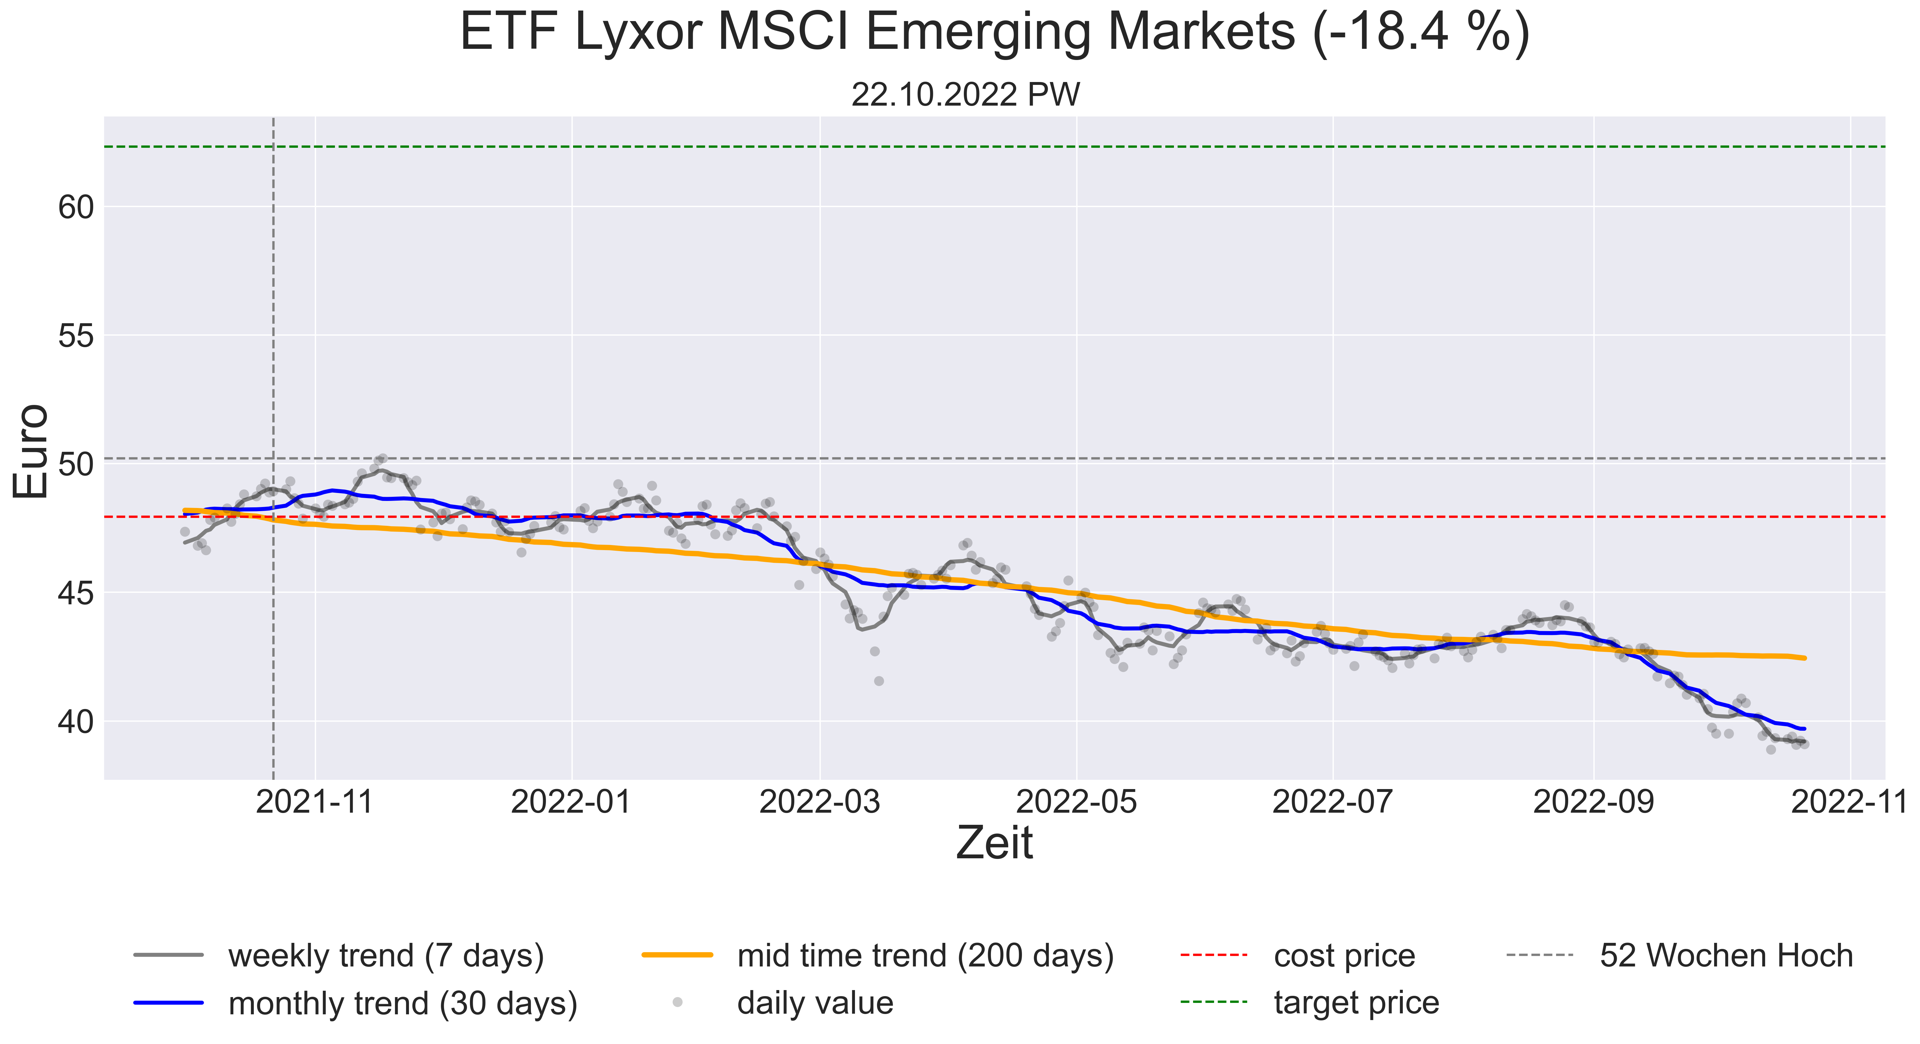 ETF Lyxor MSCI Emerging Markets (-18.4 %)
22.10.2022 PW
Euro
60
55
50
45
40
2021-11 2022-01 2022-03 2022-05 2022-07 2022-09 2022-11
Zeit
weekly trend (7 days) mid time trend (200 days) cost price 52 Wochen Hoch
monthly trend (30 days) daily value target price